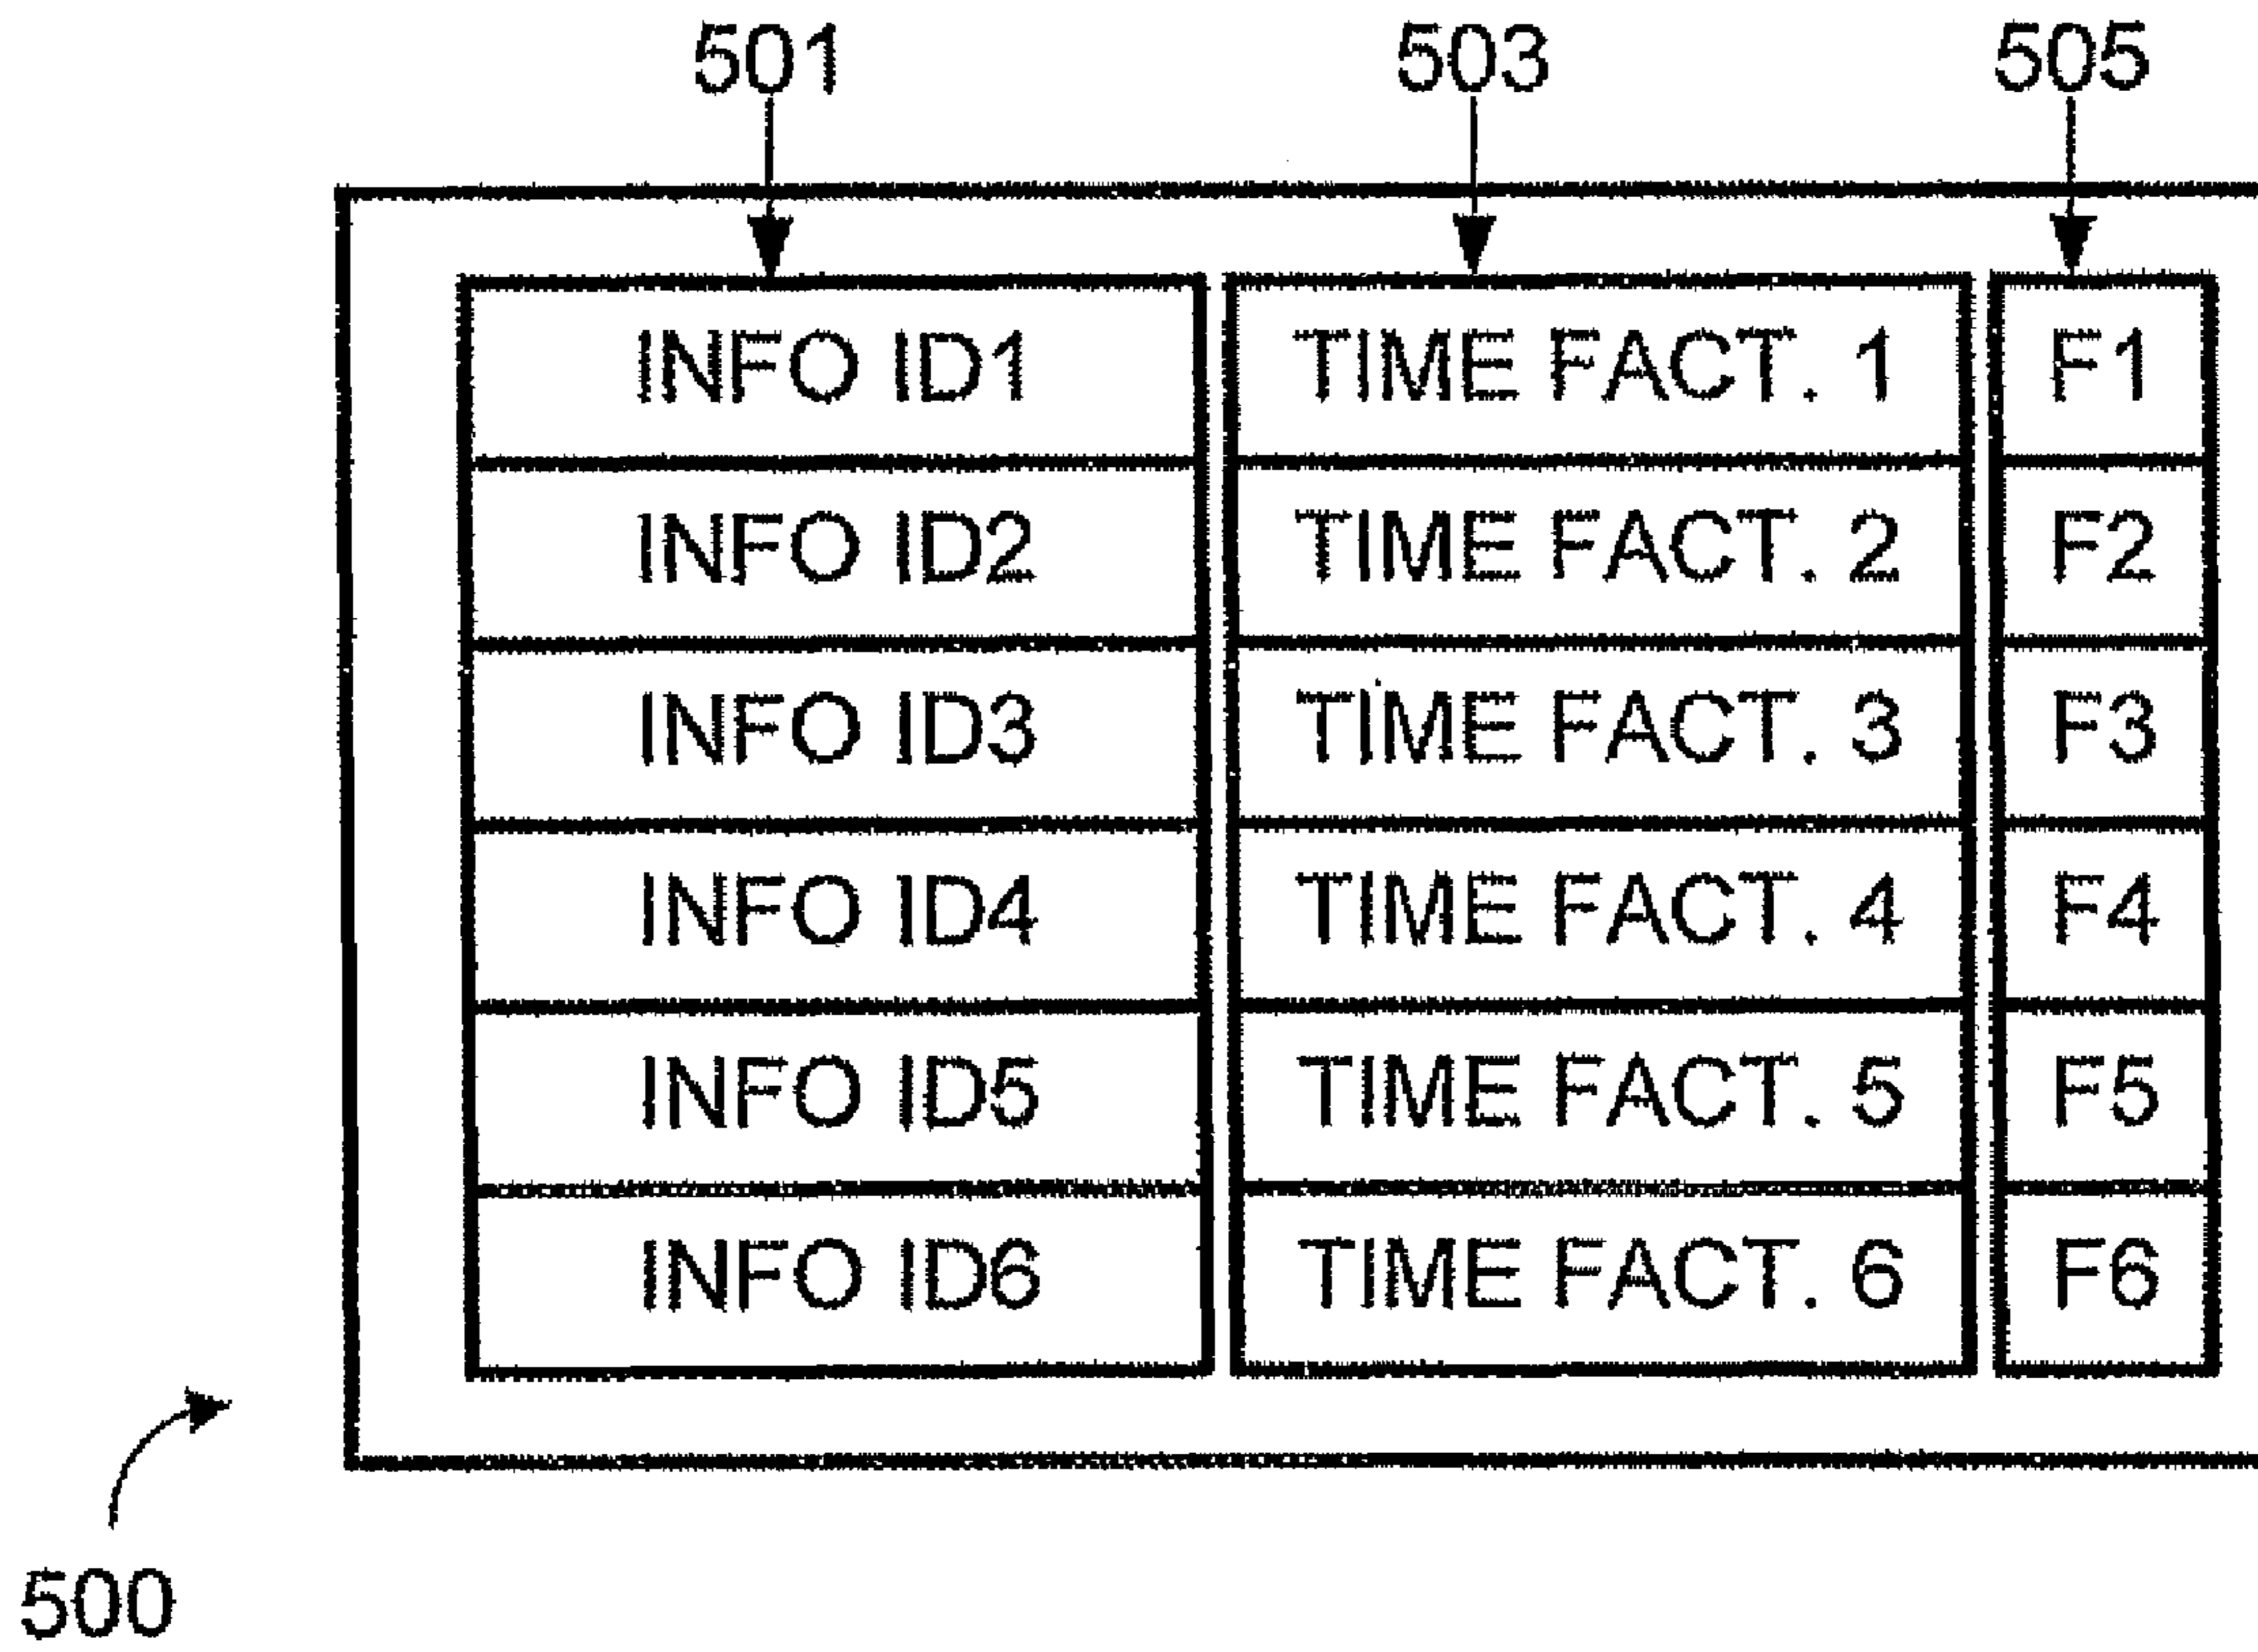 501 503 505
INFO ID1 TIME FACT. 1 F1
INFO ID2 TIME FACT. 2 F2
INFO ID3 TIME FACT. 3 F3
INFO ID4 TIME FACT. 4 F4
INFO ID5 TIME FACT. 5 F5
INFO ID6 TIME FACT. 6 F6
500